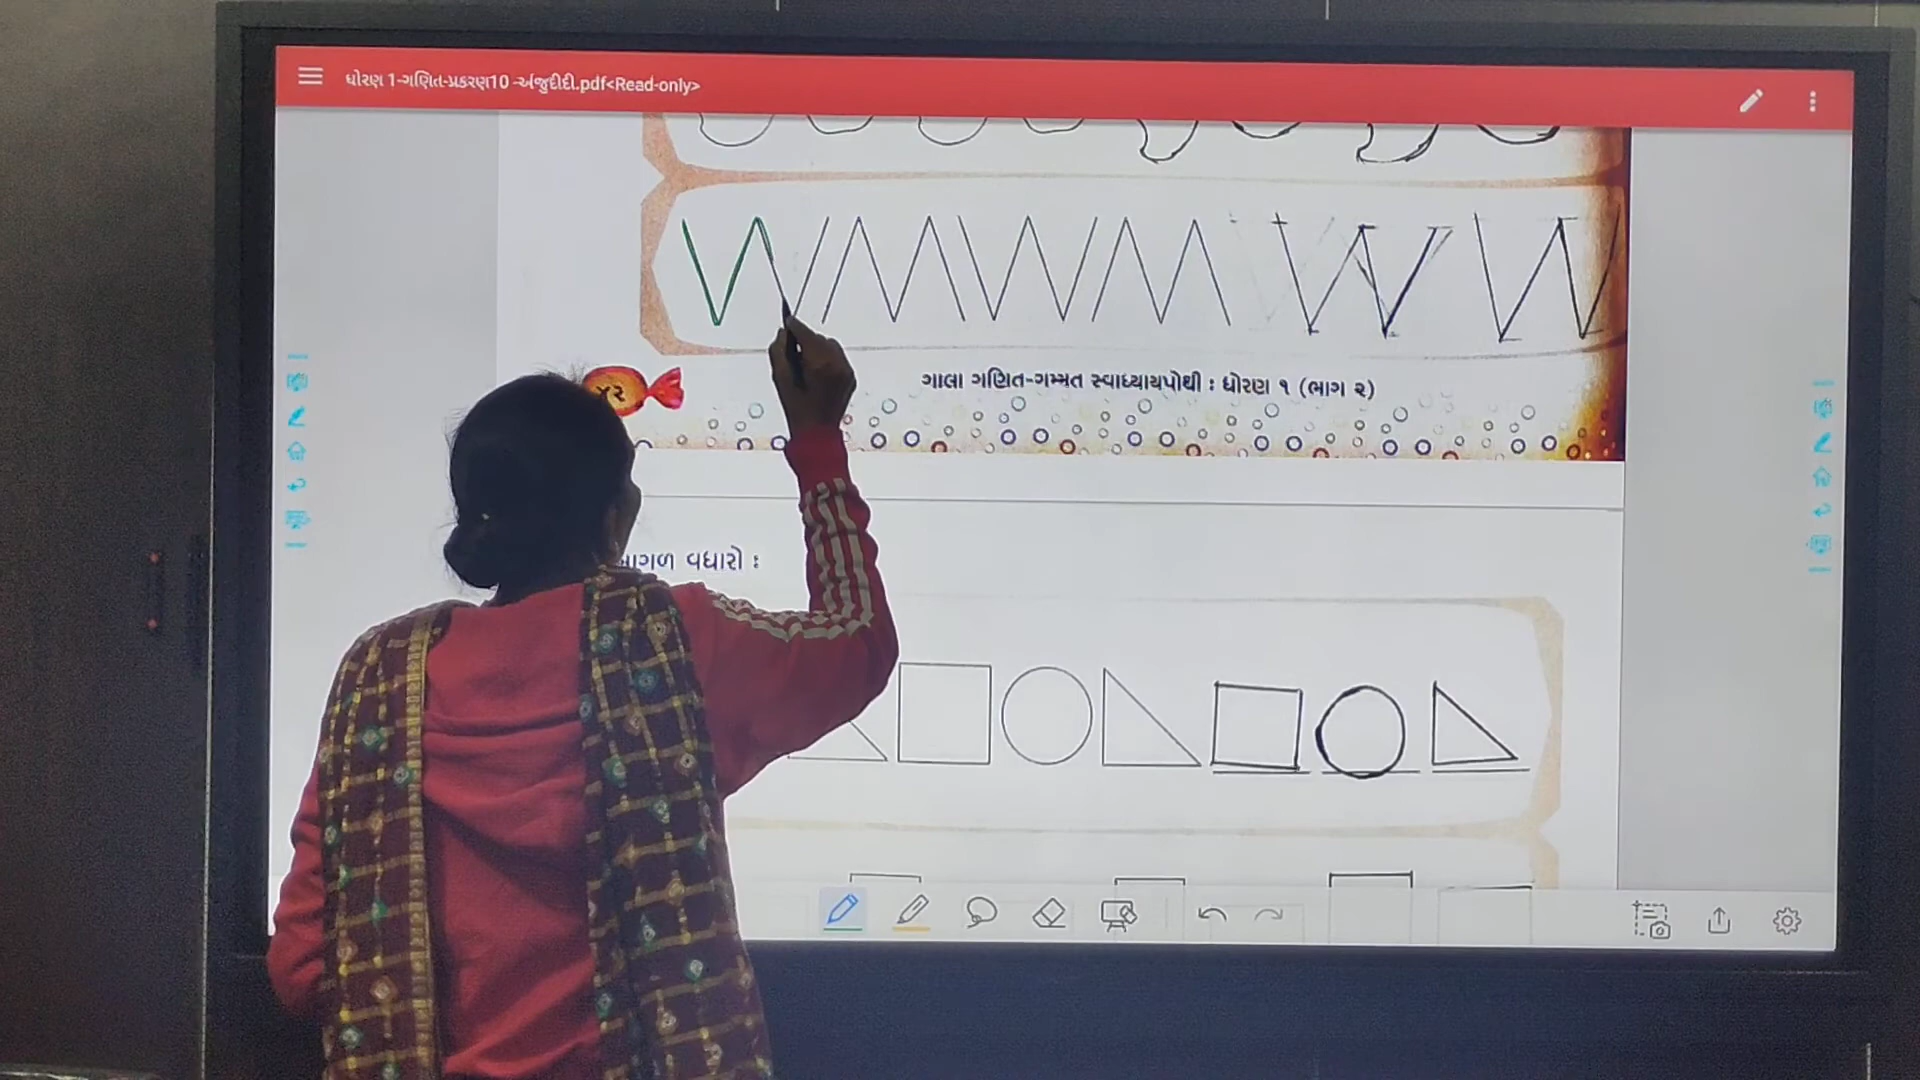 ધોરણ 1-ગણિત-પ્રકરણ10 -અંજુદીદી.pdf<Read-only>
W M W M W W
૪૨
ગાલા ગણિત-ગમ્મત સ્વાધ્યાયપોથી : ધોરણ ૧ (ભાગ ૨)
વધારો :